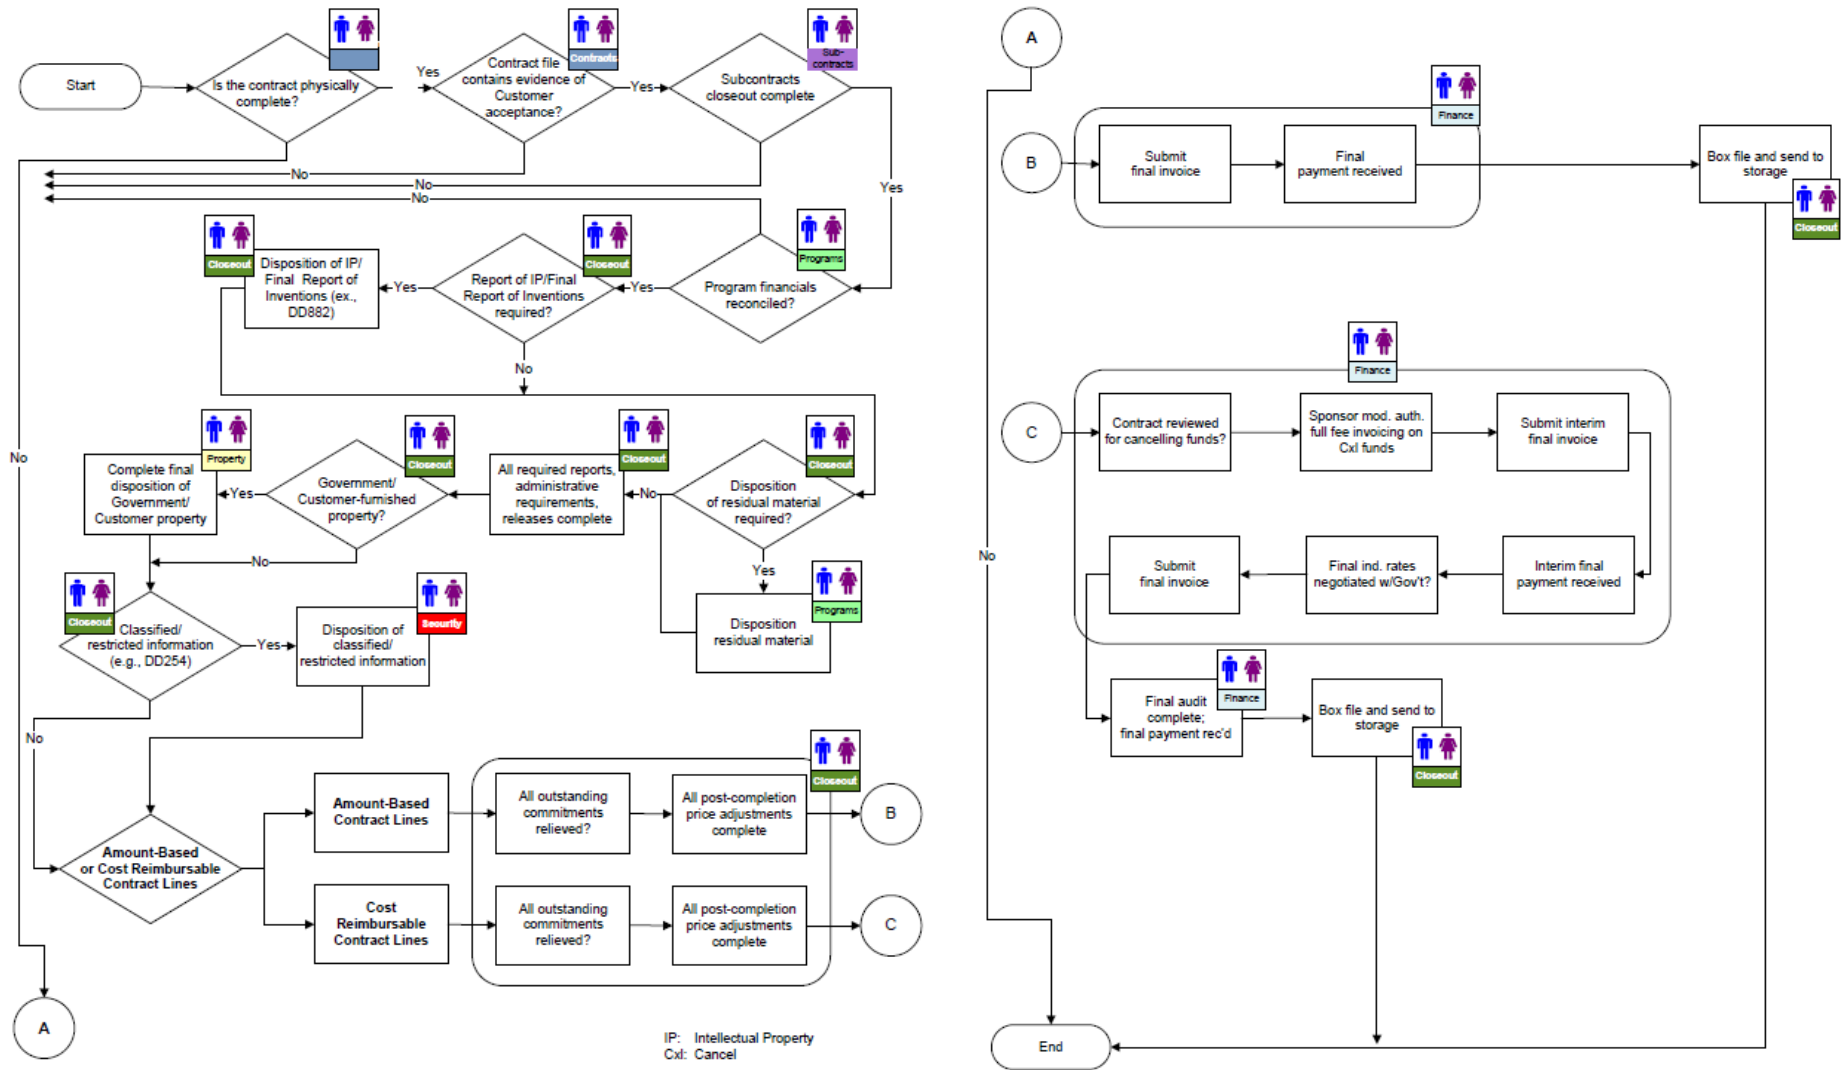 Start
Is the contract physically
complete?
Yes
Contracts
Contract file
contains evidence of
Customer
acceptance?
Yes
Sub-
contracts
Subcontracts
closeout complete
Yes
No
No
No
Closeout
Disposition of IP/
Final Report of
Inventions (ex.,
DD882)
Yes
Closeout
Report of IP/Final
Report of Inventions
required?
Yes
Programs
Program financials
reconciled?
No
No
Property
Complete final
disposition of
Government/
Customer property
Yes
Closeout
Government/
Customer-furnished
property?
Closeout
All required reports,
administrative
requirements,
releases complete
No
Closeout
Disposition
of residual material
required?
No
Yes
Closeout
Classified/
restricted information
(e.g., DD254)
Yes
Security
Disposition of
classified/
restricted information
Programs
Disposition
residual material
No
Closeout
Amount-Based
or Cost Reimbursable
Contract Lines
Amount-Based
Contract Lines
All outstanding
commitments
relieved?
All post-completion
price adjustments
complete
B
Cost
Reimbursable
Contract Lines
All outstanding
commitments
relieved?
All post-completion
price adjustments
complete
C
A
IP: Intellectual Property
Cxl: Cancel
A
B
Finance
Submit
final invoice
Final
payment received
Box file and send to
storage
Closeout
No
C
Finance
Contract reviewed
for cancelling funds?
Sponsor mod. auth.
full fee invoicing on
Cxl funds
Submit interim
final invoice
Submit
final invoice
Final ind. rates
negotiated w/Gov't?
Interim final
payment received
Finance
Final audit
complete;
final payment rec'd
Box file and send to
storage
Closeout
End